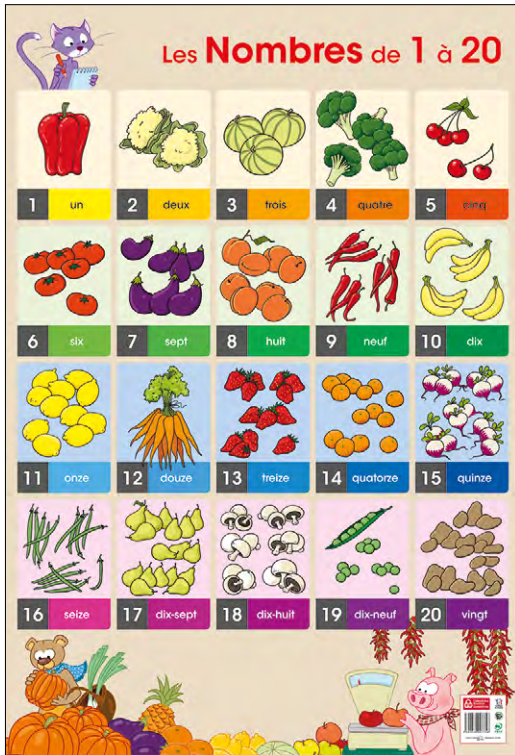 Les Nombres de 1 à 20
1 un
2 deux
3 trois
4 quatre
5 cinq
6 six
7 sept
8 huit
9 neuf
10 dix
11 onze
12 douze
13 treize
14 quatorze
15 quinze
16 seize
17 dix-sept
18 dix-huit
19 dix-neuf
20 vingt